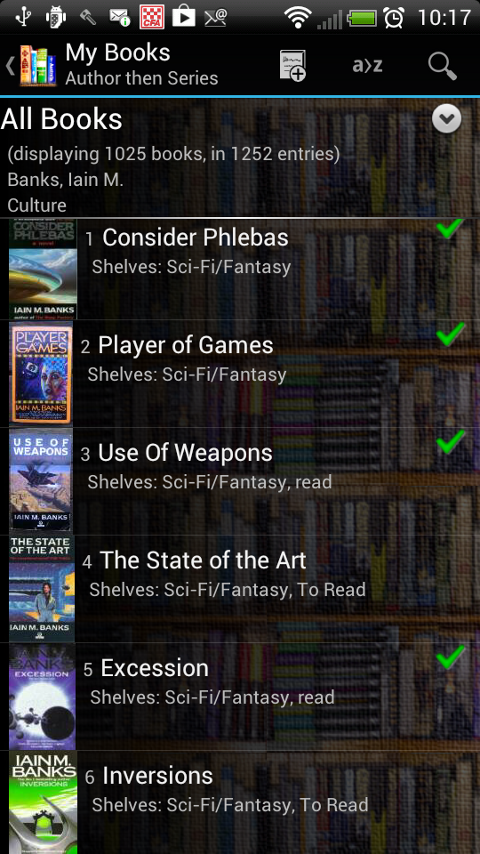 CFA
10:17
My Books
Author then Series
a>z
All Books
(displaying 1025 books, in 1252 entries)
Banks, Iain M.
Culture
CONSIDER
PHLEBAS
IAIN M.BANKS
1 Consider Phlebas
Shelves: Sci-Fi/Fantasy
PLAYER
GAMES
IAIN M. BANKS
2 Player of Games
Shelves: Sci-Fi/Fantasy
USE OF
WEAPONS
IAIN M. BANKS
3 Use Of Weapons
Shelves: Sci-Fi/Fantasy, read
THE STATE
OF THE ART
IAIN M. BANKS
4 The State of the Art
Shelves: Sci-Fi/Fantasy, To Read
BANK
EXCESSION
5 Excession
Shelves: Sci-Fi/Fantasy, read
IAIN M.
BANKS
INVERSIONS
6 Inversions
Shelves: Sci-Fi/Fantasy, To Read